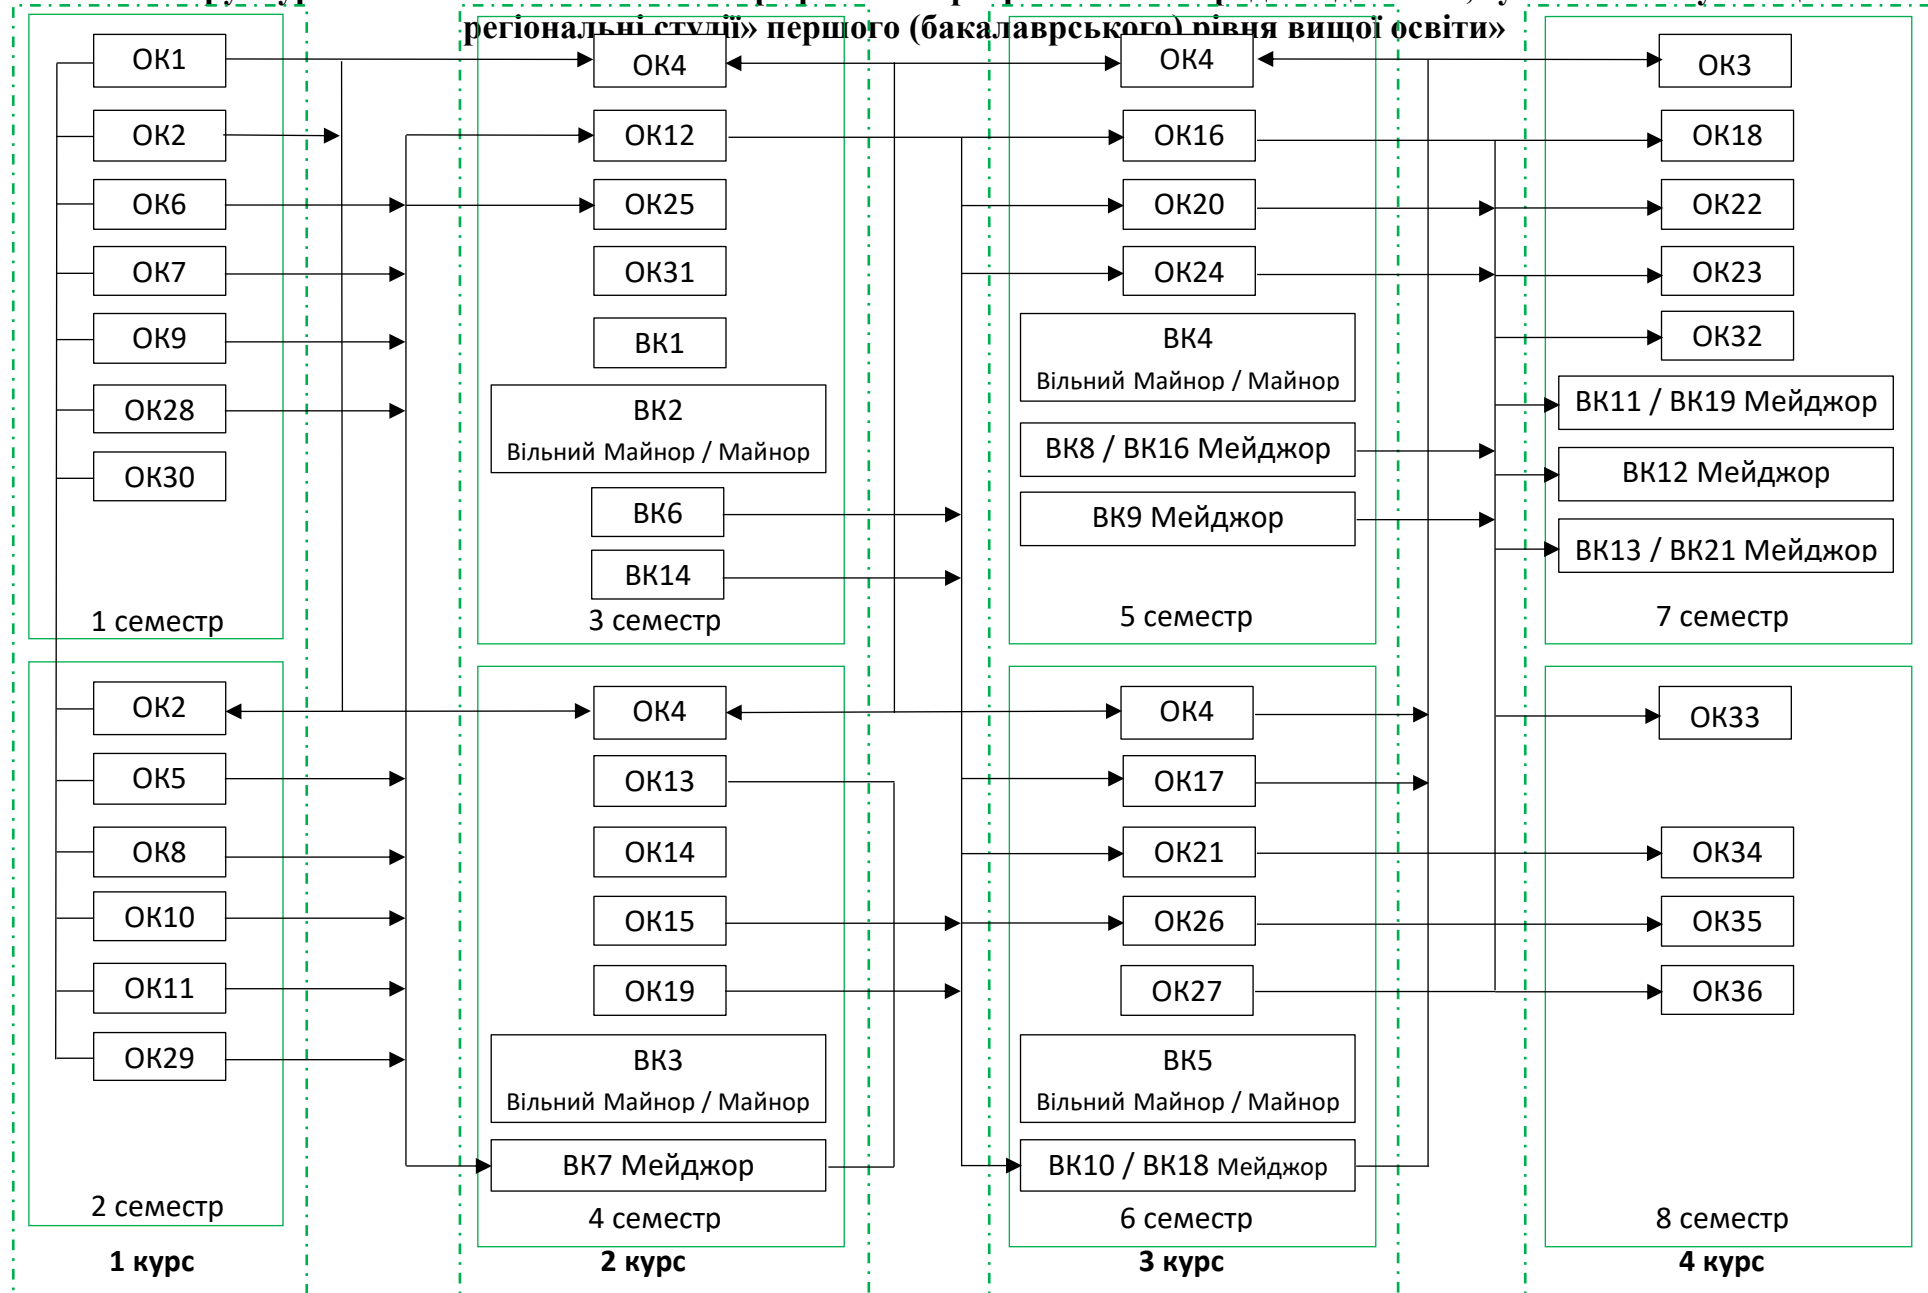 регіональні студії» першого (бакалаврського) рівня вищої освіти»
ОК1
ОК2
ОК6
ОК7
ОК9
ОК28
ОК30
1 семестр
ОК2
ОК5
ОК8
ОК10
ОК11
ОК29
2 семестр
1 курс
ОК4
ОК12
ОК25
ОК31
ВК1
ВК2
Вільний Майнор / Майнор
ВК6
ВК14
3 семестр
ОК4
ОК13
ОК14
ОК15
ОК19
ВК3
Вільний Майнор / Майнор
ВК7 Мейджор
4 семестр
2 курс
ОК4
ОК16
ОК20
ОК24
ВК4
Вільний Майнор / Майнор
ВК8 / ВК16 Мейджор
ВК9 Мейджор
5 семестр
ОК4
ОК17
ОК21
ОК26
ОК27
ВК5
Вільний Майнор / Майнор
ВК10 / ВК18 Мейджор
6 семестр
3 курс
ОК3
ОК18
ОК22
ОК23
ОК32
ВК11 / ВК19 Мейджор
ВК12 Мейджор
ВК13 / ВК21 Мейджор
7 семестр
ОК33
ОК34
ОК35
ОК36
8 семестр
4 курс